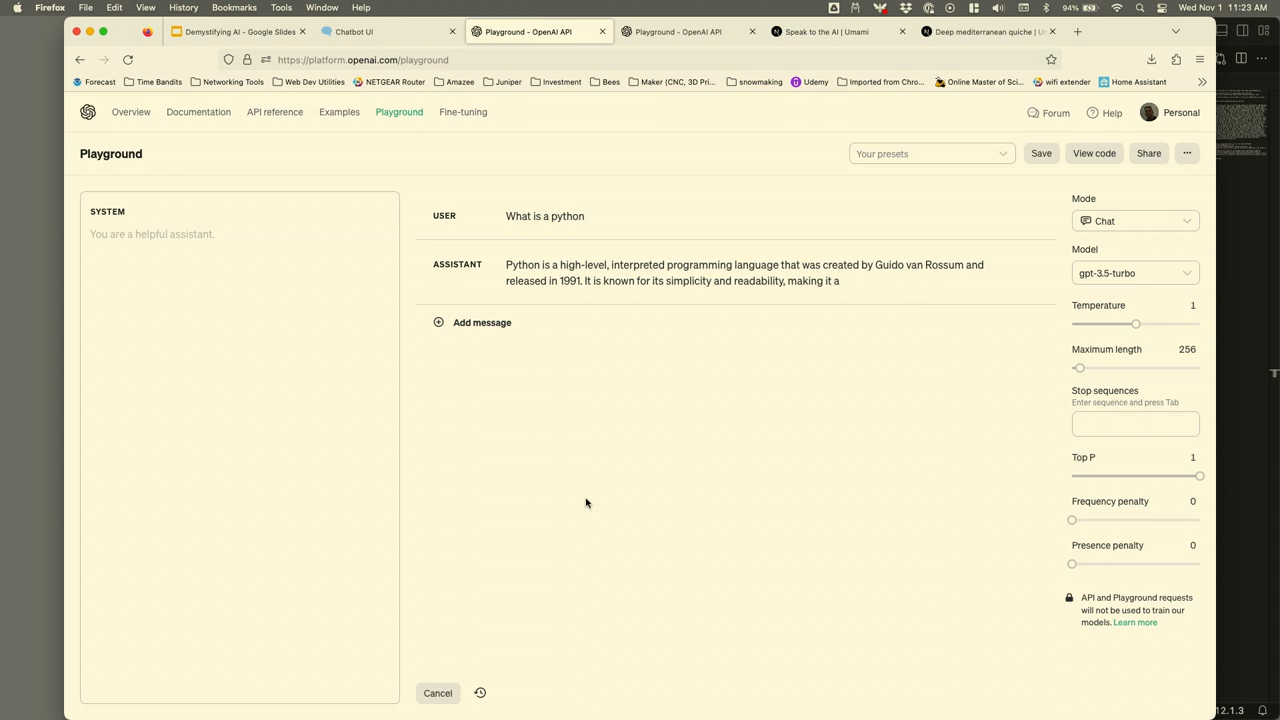 Firefox File Edit View History Bookmarks Tools Window Help 94% Wed Nov 1 11:23 AM
Demystifying AI - Google Slides
Chatbot UI
Playground - OpenAI API
Playground - OpenAI API
Speak to the AI | Umami
Deep mediterranean quiche | Un
https://platform.openai.com/playground
Forecast Time Bandits Networking Tools Web Dev Utilities NETGEAR Router Amazee Juniper Investment Bees Maker (CNC, 3D Pri... snowmaking Udemy Imported from Chro... Online Master of Sci... wifi extender Home Assistant
Overview Documentation API reference Examples Playground Fine-tuning Forum Help Personal
Playground Your presets Save View code Share
SYSTEM
You are a helpful assistant.
USER What is a python
ASSISTANT Python is a high-level, interpreted programming language that was created by Guido van Rossum and
released in 1991. It is known for its simplicity and readability, making it a
Add message
Cancel
Mode
Chat
Model
gpt-3.5-turbo
Temperature 1
Maximum length 256
Stop sequences
Enter sequence and press Tab
Top P 1
Frequency penalty 0
Presence penalty 0
API and Playground requests
will not be used to train our
models. Learn more
12.1.3